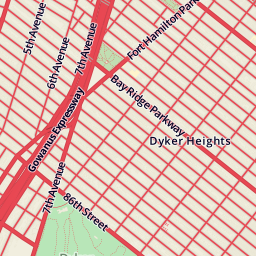 5th Avenue
6th Avenue
7th Avenue
Fort Hamilton Park
Bay Ridge Parkway
Dyker Heights
Gowanus Expressway
7th Avenue
86th Street